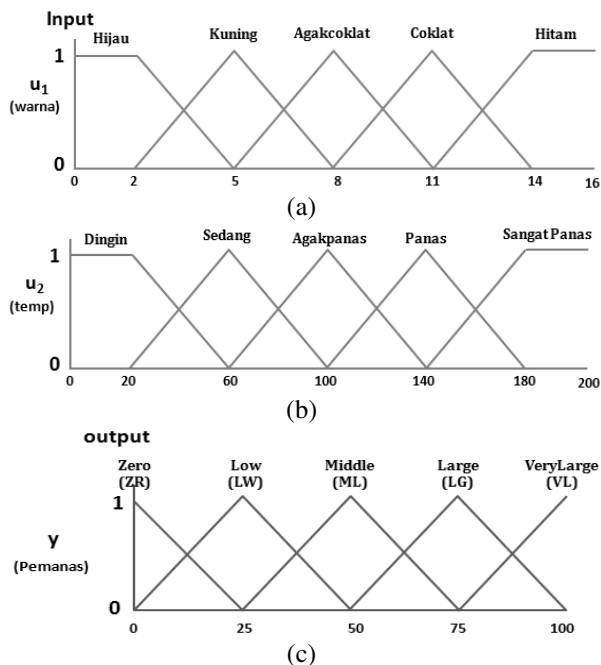 Input
Hijau Kuning Agakcoklat Coklat Hitam
1
u1
(warna)
0
0 2 5 8 11 14 16
(a)
Dingin Sedang Agakpanas Panas Sangat Panas
1
u2
(temp)
0
0 20 60 100 140 180 200
(b)
output
Zero Low Middle Large VeryLarge
(ZR) (LW) (ML) (LG) (VL)
1
y
(Pemanas)
0
0 25 50 75 100
(c)